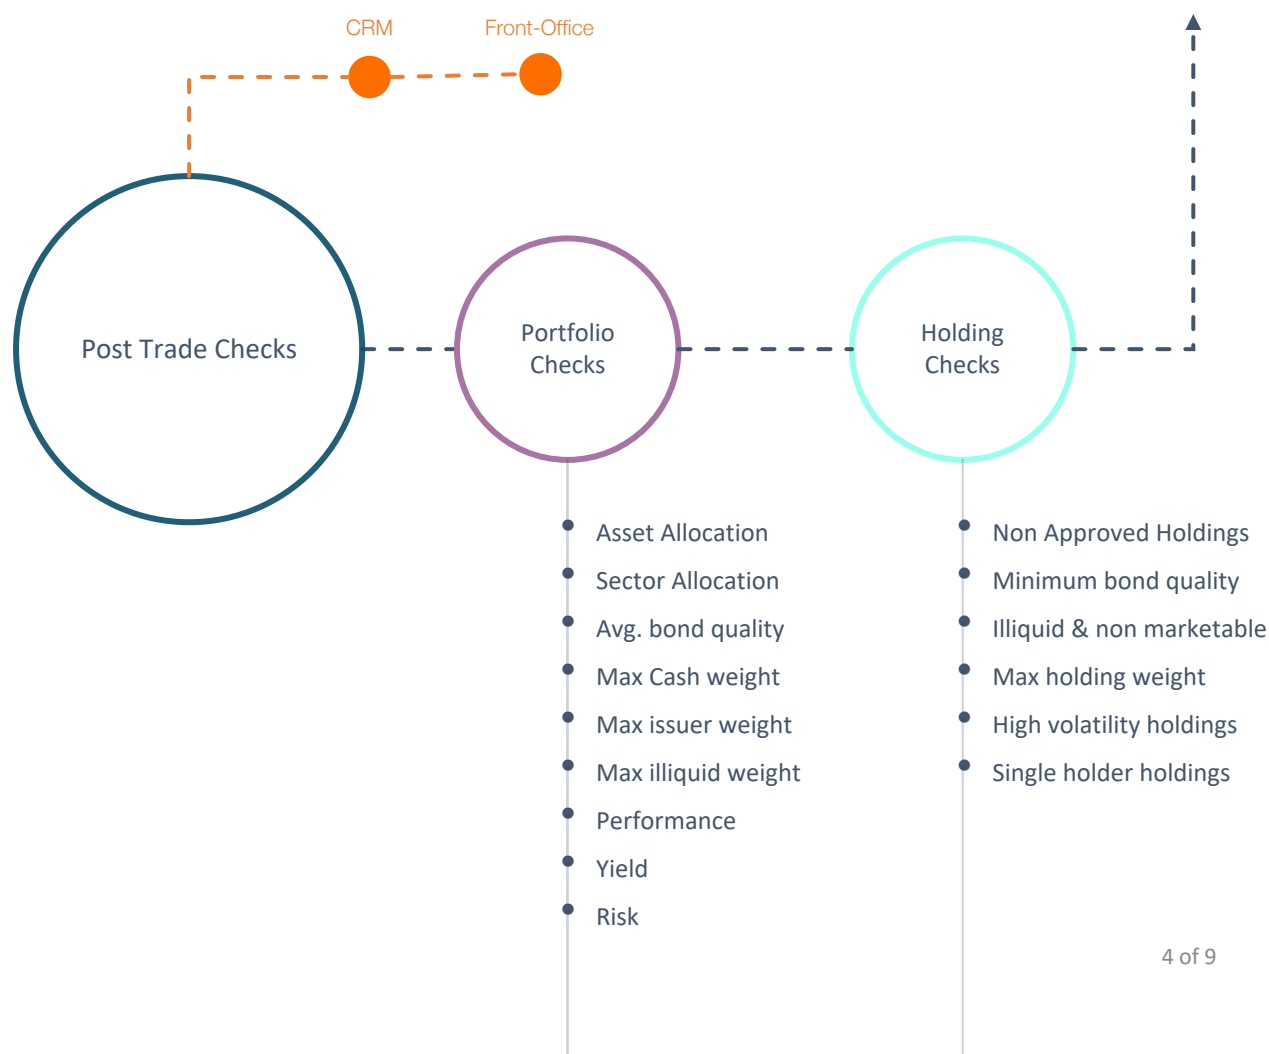 CRM
Front-Office
Post Trade Checks
Portfolio
Checks
Holding
Checks
Asset Allocation
Sector Allocation
Avg. bond quality
Max Cash weight
Max issuer weight
Max illiquid weight
Performance
Yield
Risk
Non Approved Holdings
Minimum bond quality
Illiquid & non marketable
Max holding weight
High volatility holdings
Single holder holdings
4 of 9